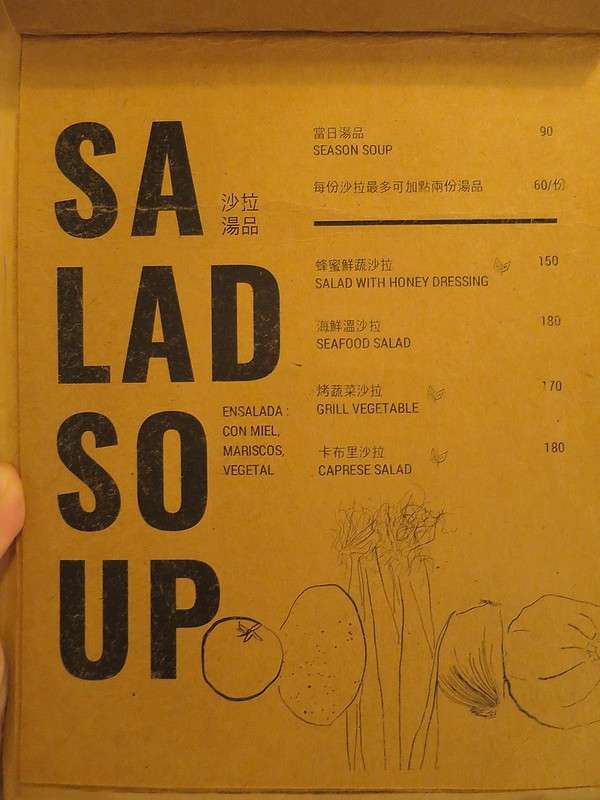 SA
LAD
SO
UP
沙拉
湯品
ENSALADA :
CON MIEL,
MARISCOS,
VEGETAL
當日湯品 90
SEASON SOUP
每份沙拉最多可加點兩份湯品 60/份
蜂蜜鮮蔬沙拉 150
SALAD WITH HONEY DRESSING
海鮮溫沙拉 180
SEAFOOD SALAD
烤蔬菜沙拉 170
GRILL VEGETABLE
卡布里沙拉 180
CAPRESE SALAD